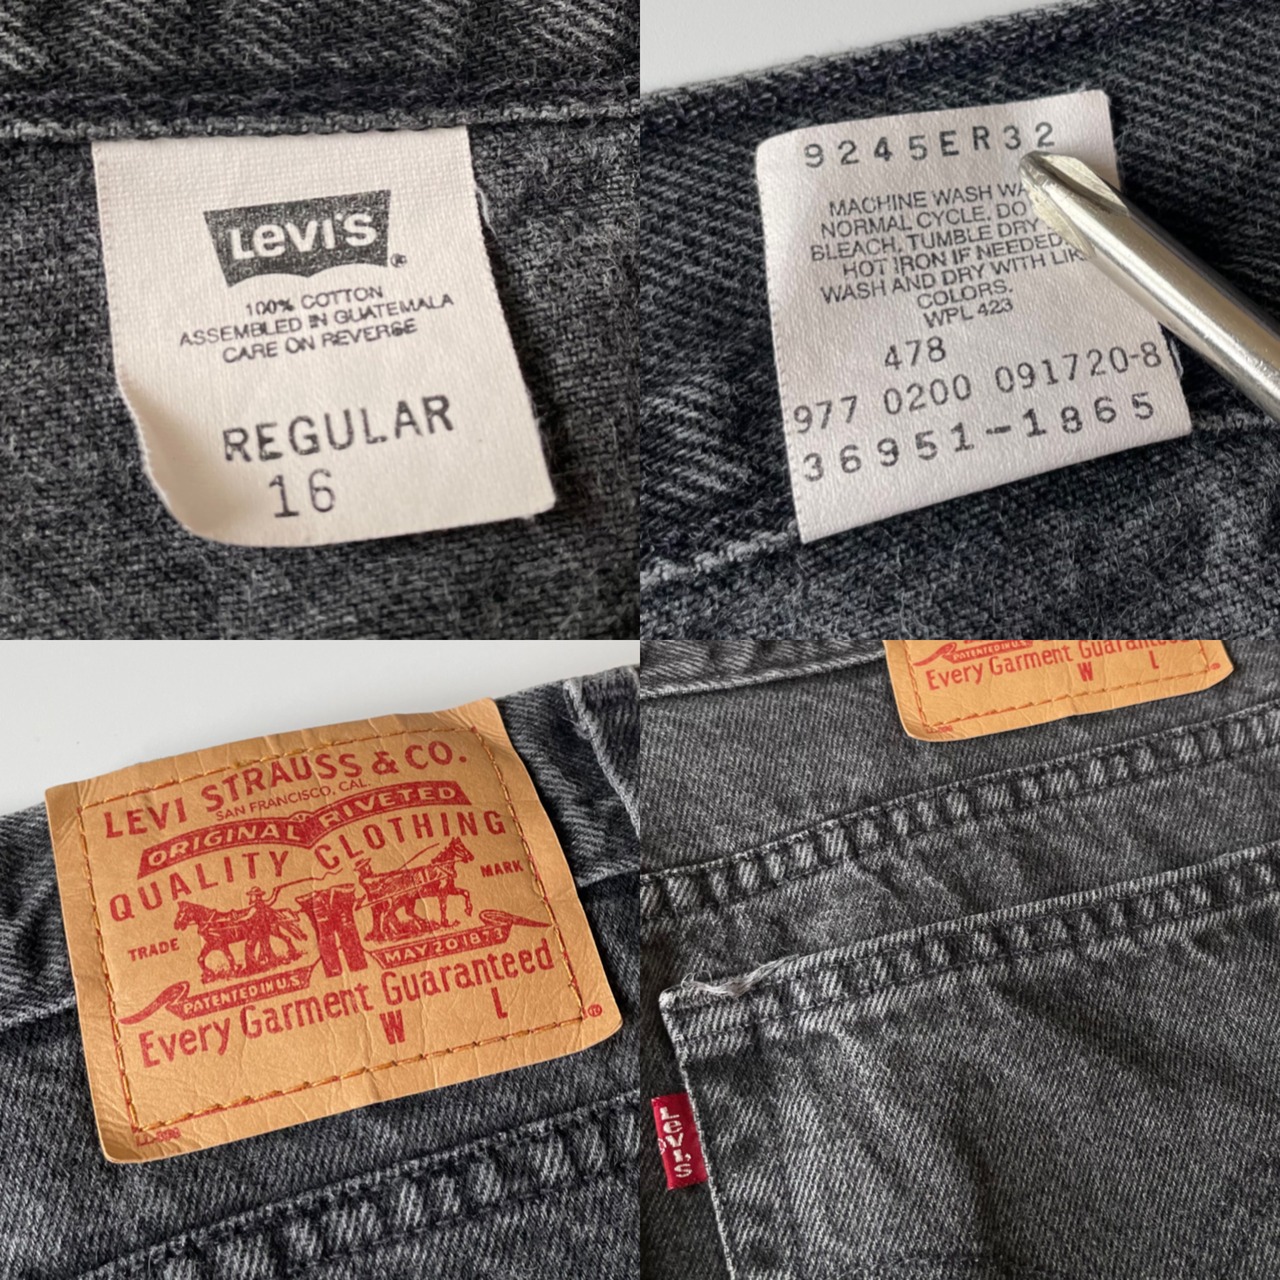 Levi's
®
100% COTTON
ASSEMBLED IN GUATEMALA
CARE ON REVERSE
REGULAR
16
9245ER32
MACHINE WASH
NORMAL CYCLE. DO
BLEACH. TUMBLE DRY
HOT IRON IF NEEDED.
WASH AND DRY WITH
COLORS.
WPL 423
478
977 0200 091720-8
36951-1865
LEVI STRAUSS & CO.
SAN FRANCISCO, CAL.
ORIGINAL RIVETED
QUALITY CLOTHING
TRADE MARK
PATENTED IN U.S. MAY 20 1873
Every Garment Guaranteed
W L
®
PATENTED IN U.S.
Every Garment Guarantee
W L
Levi's